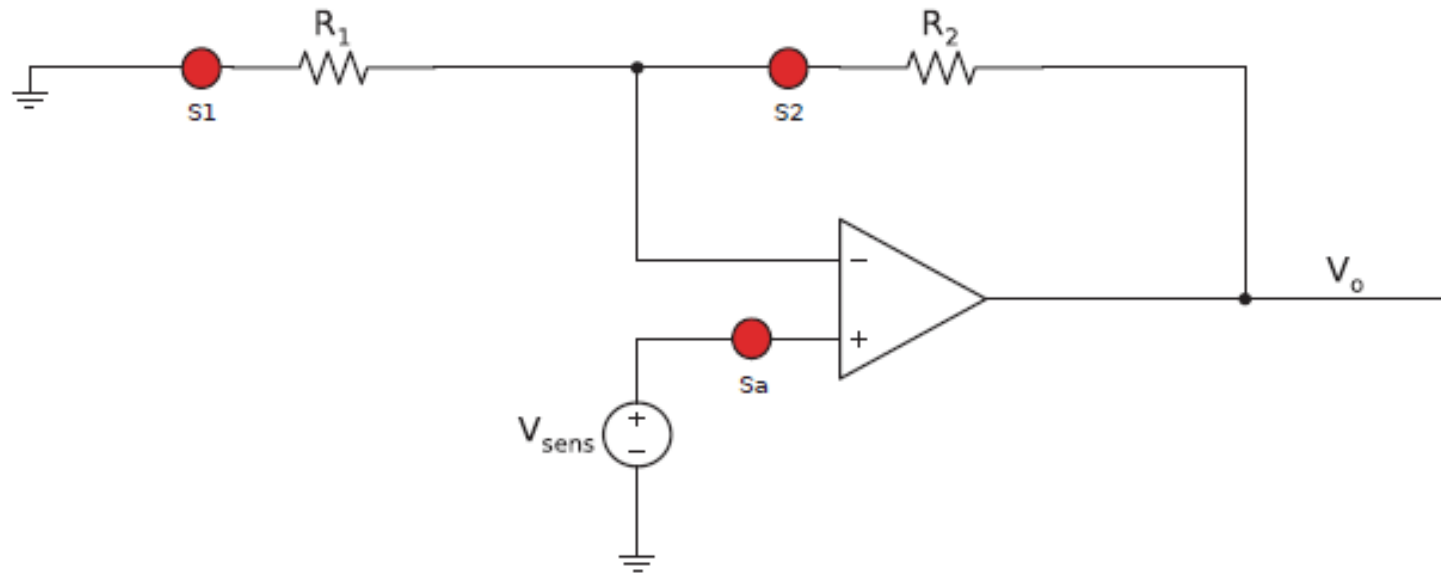 R1
R2
S1
S2
−
Vo
+
Sa
Vsens
+
−